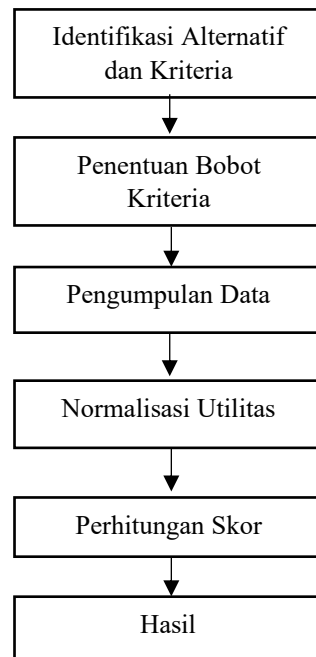 Identifikasi Alternatif
dan Kriteria
Penentuan Bobot
Kriteria
Pengumpulan Data
Normalisasi Utilitas
Perhitungan Skor
Hasil